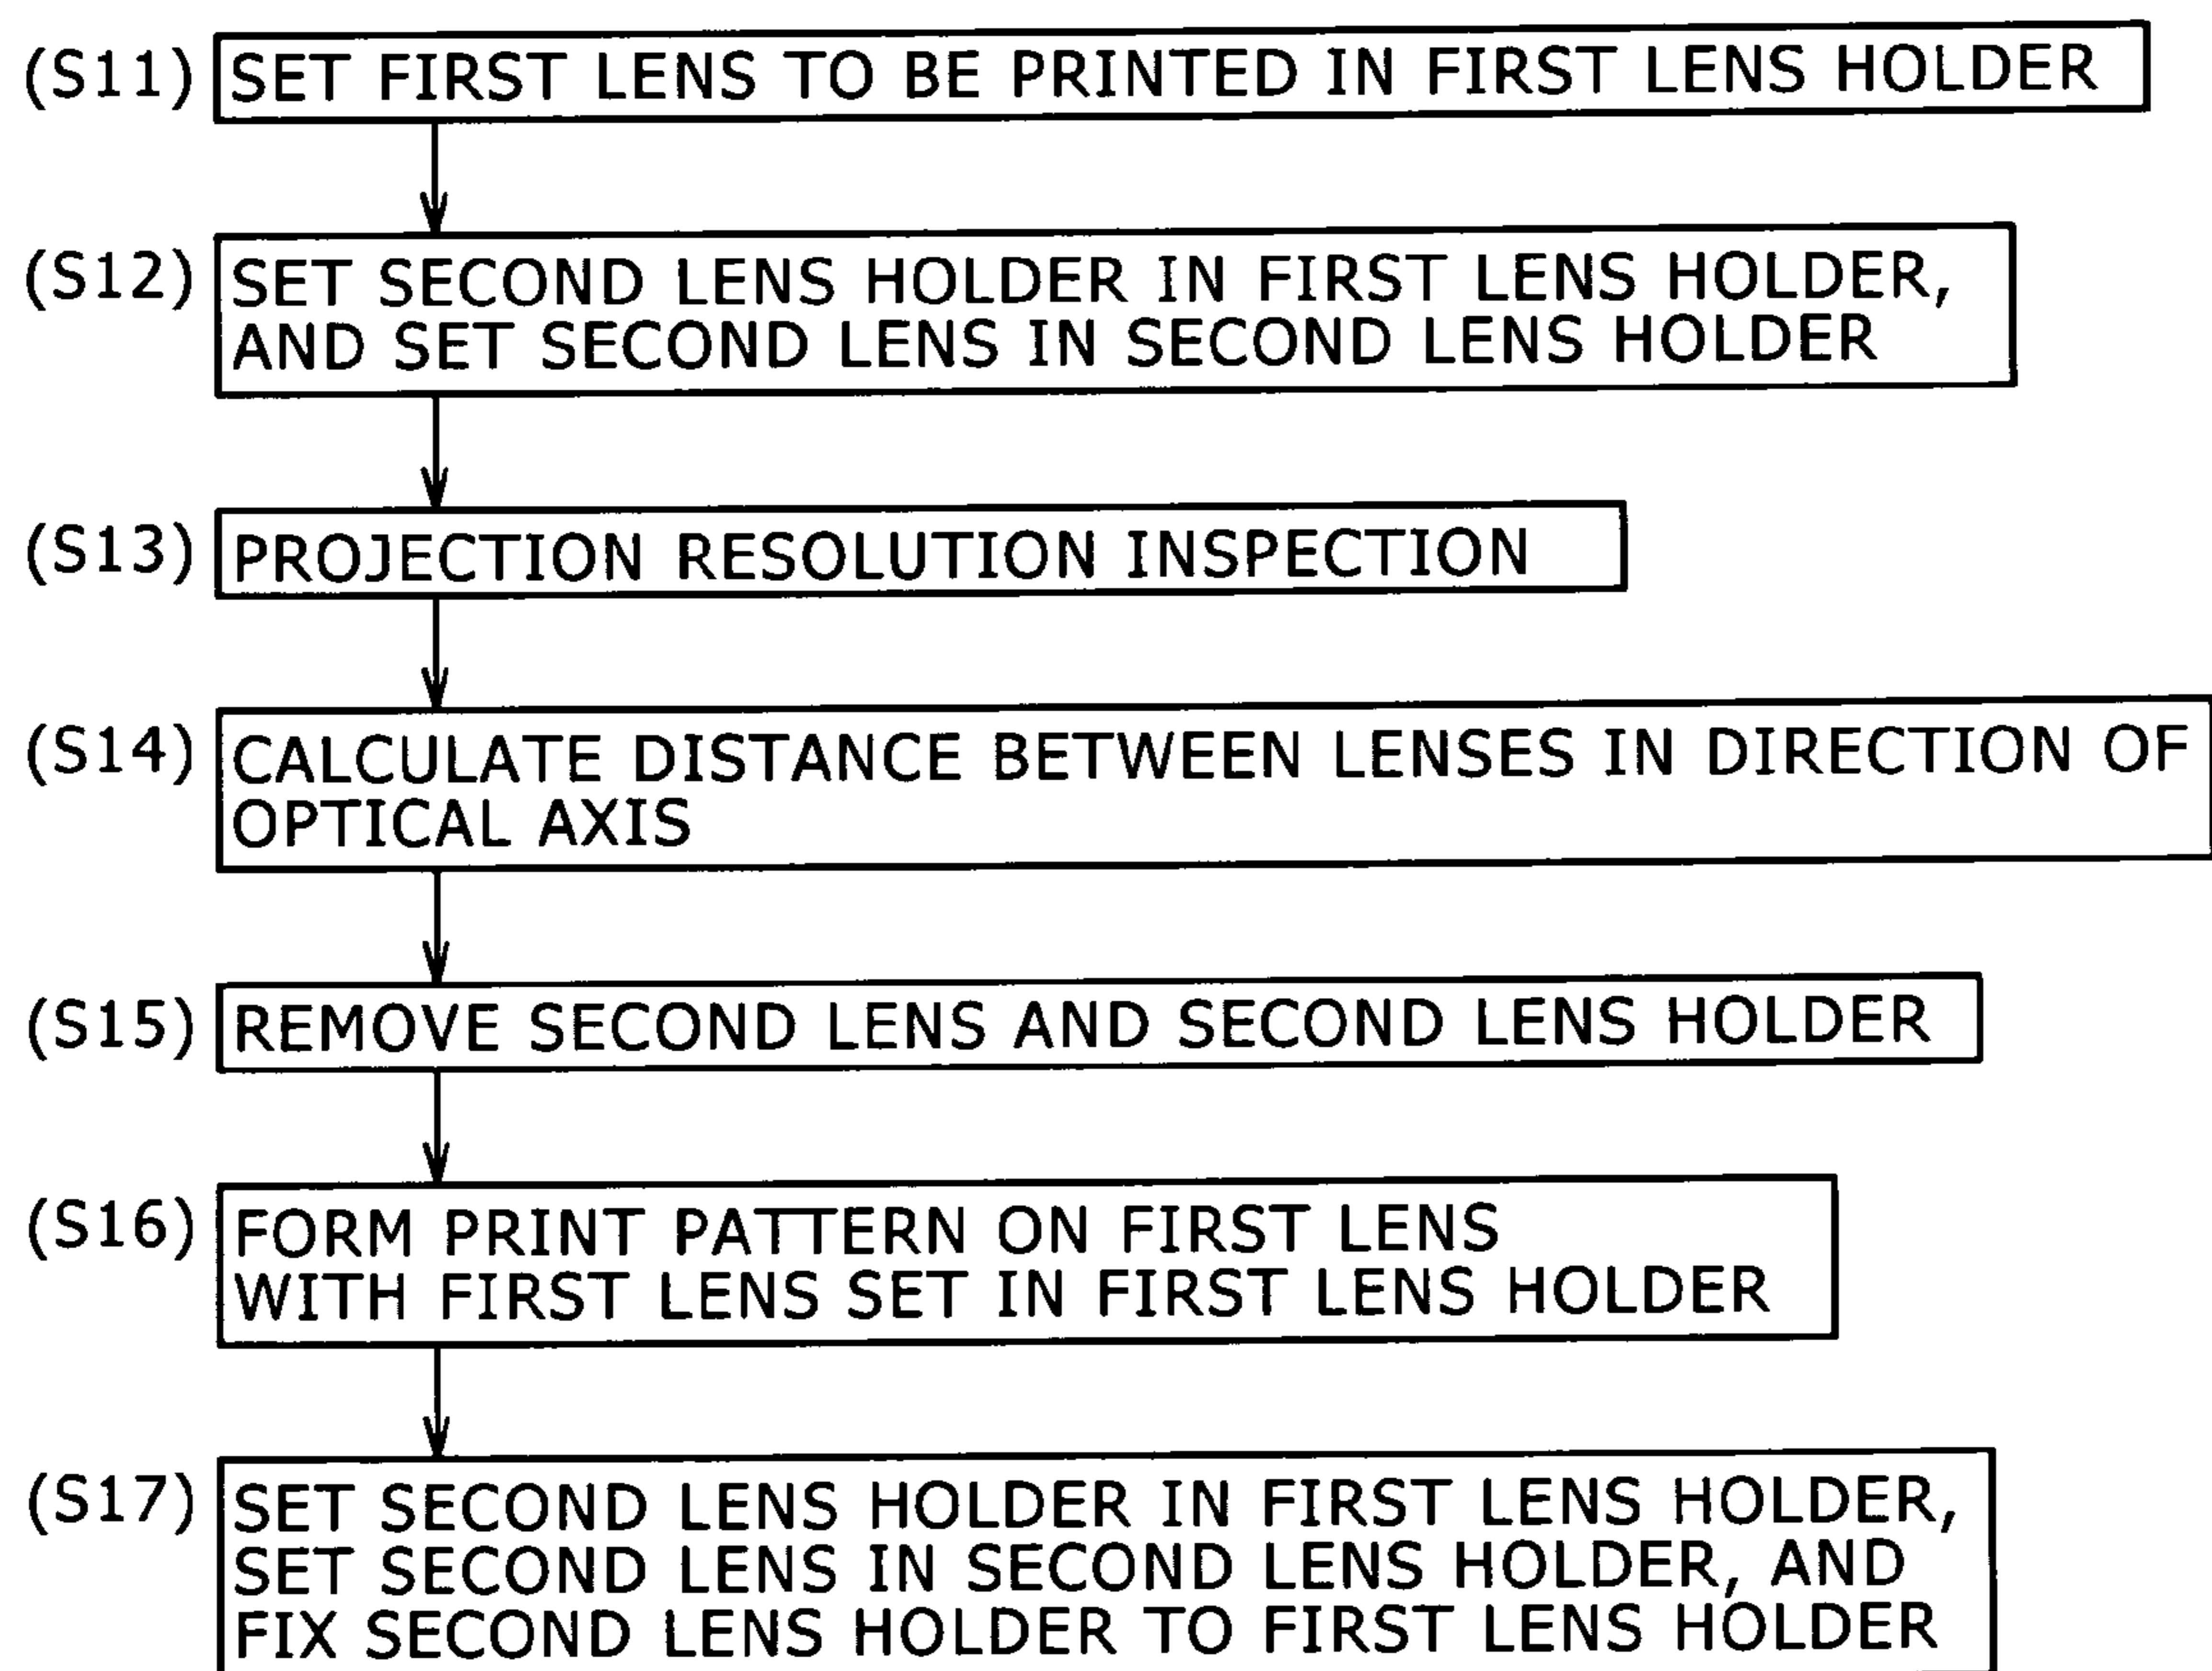 (S11) SET FIRST LENS TO BE PRINTED IN FIRST LENS HOLDER
(S12) SET SECOND LENS HOLDER IN FIRST LENS HOLDER,
AND SET SECOND LENS IN SECOND LENS HOLDER
(S13) PROJECTION RESOLUTION INSPECTION
(S14) CALCULATE DISTANCE BETWEEN LENSES IN DIRECTION OF
OPTICAL AXIS
(S15) REMOVE SECOND LENS AND SECOND LENS HOLDER
(S16) FORM PRINT PATTERN ON FIRST LENS
WITH FIRST LENS SET IN FIRST LENS HOLDER
(S17) SET SECOND LENS HOLDER IN FIRST LENS HOLDER,
SET SECOND LENS IN SECOND LENS HOLDER, AND
FIX SECOND LENS HOLDER TO FIRST LENS HOLDER